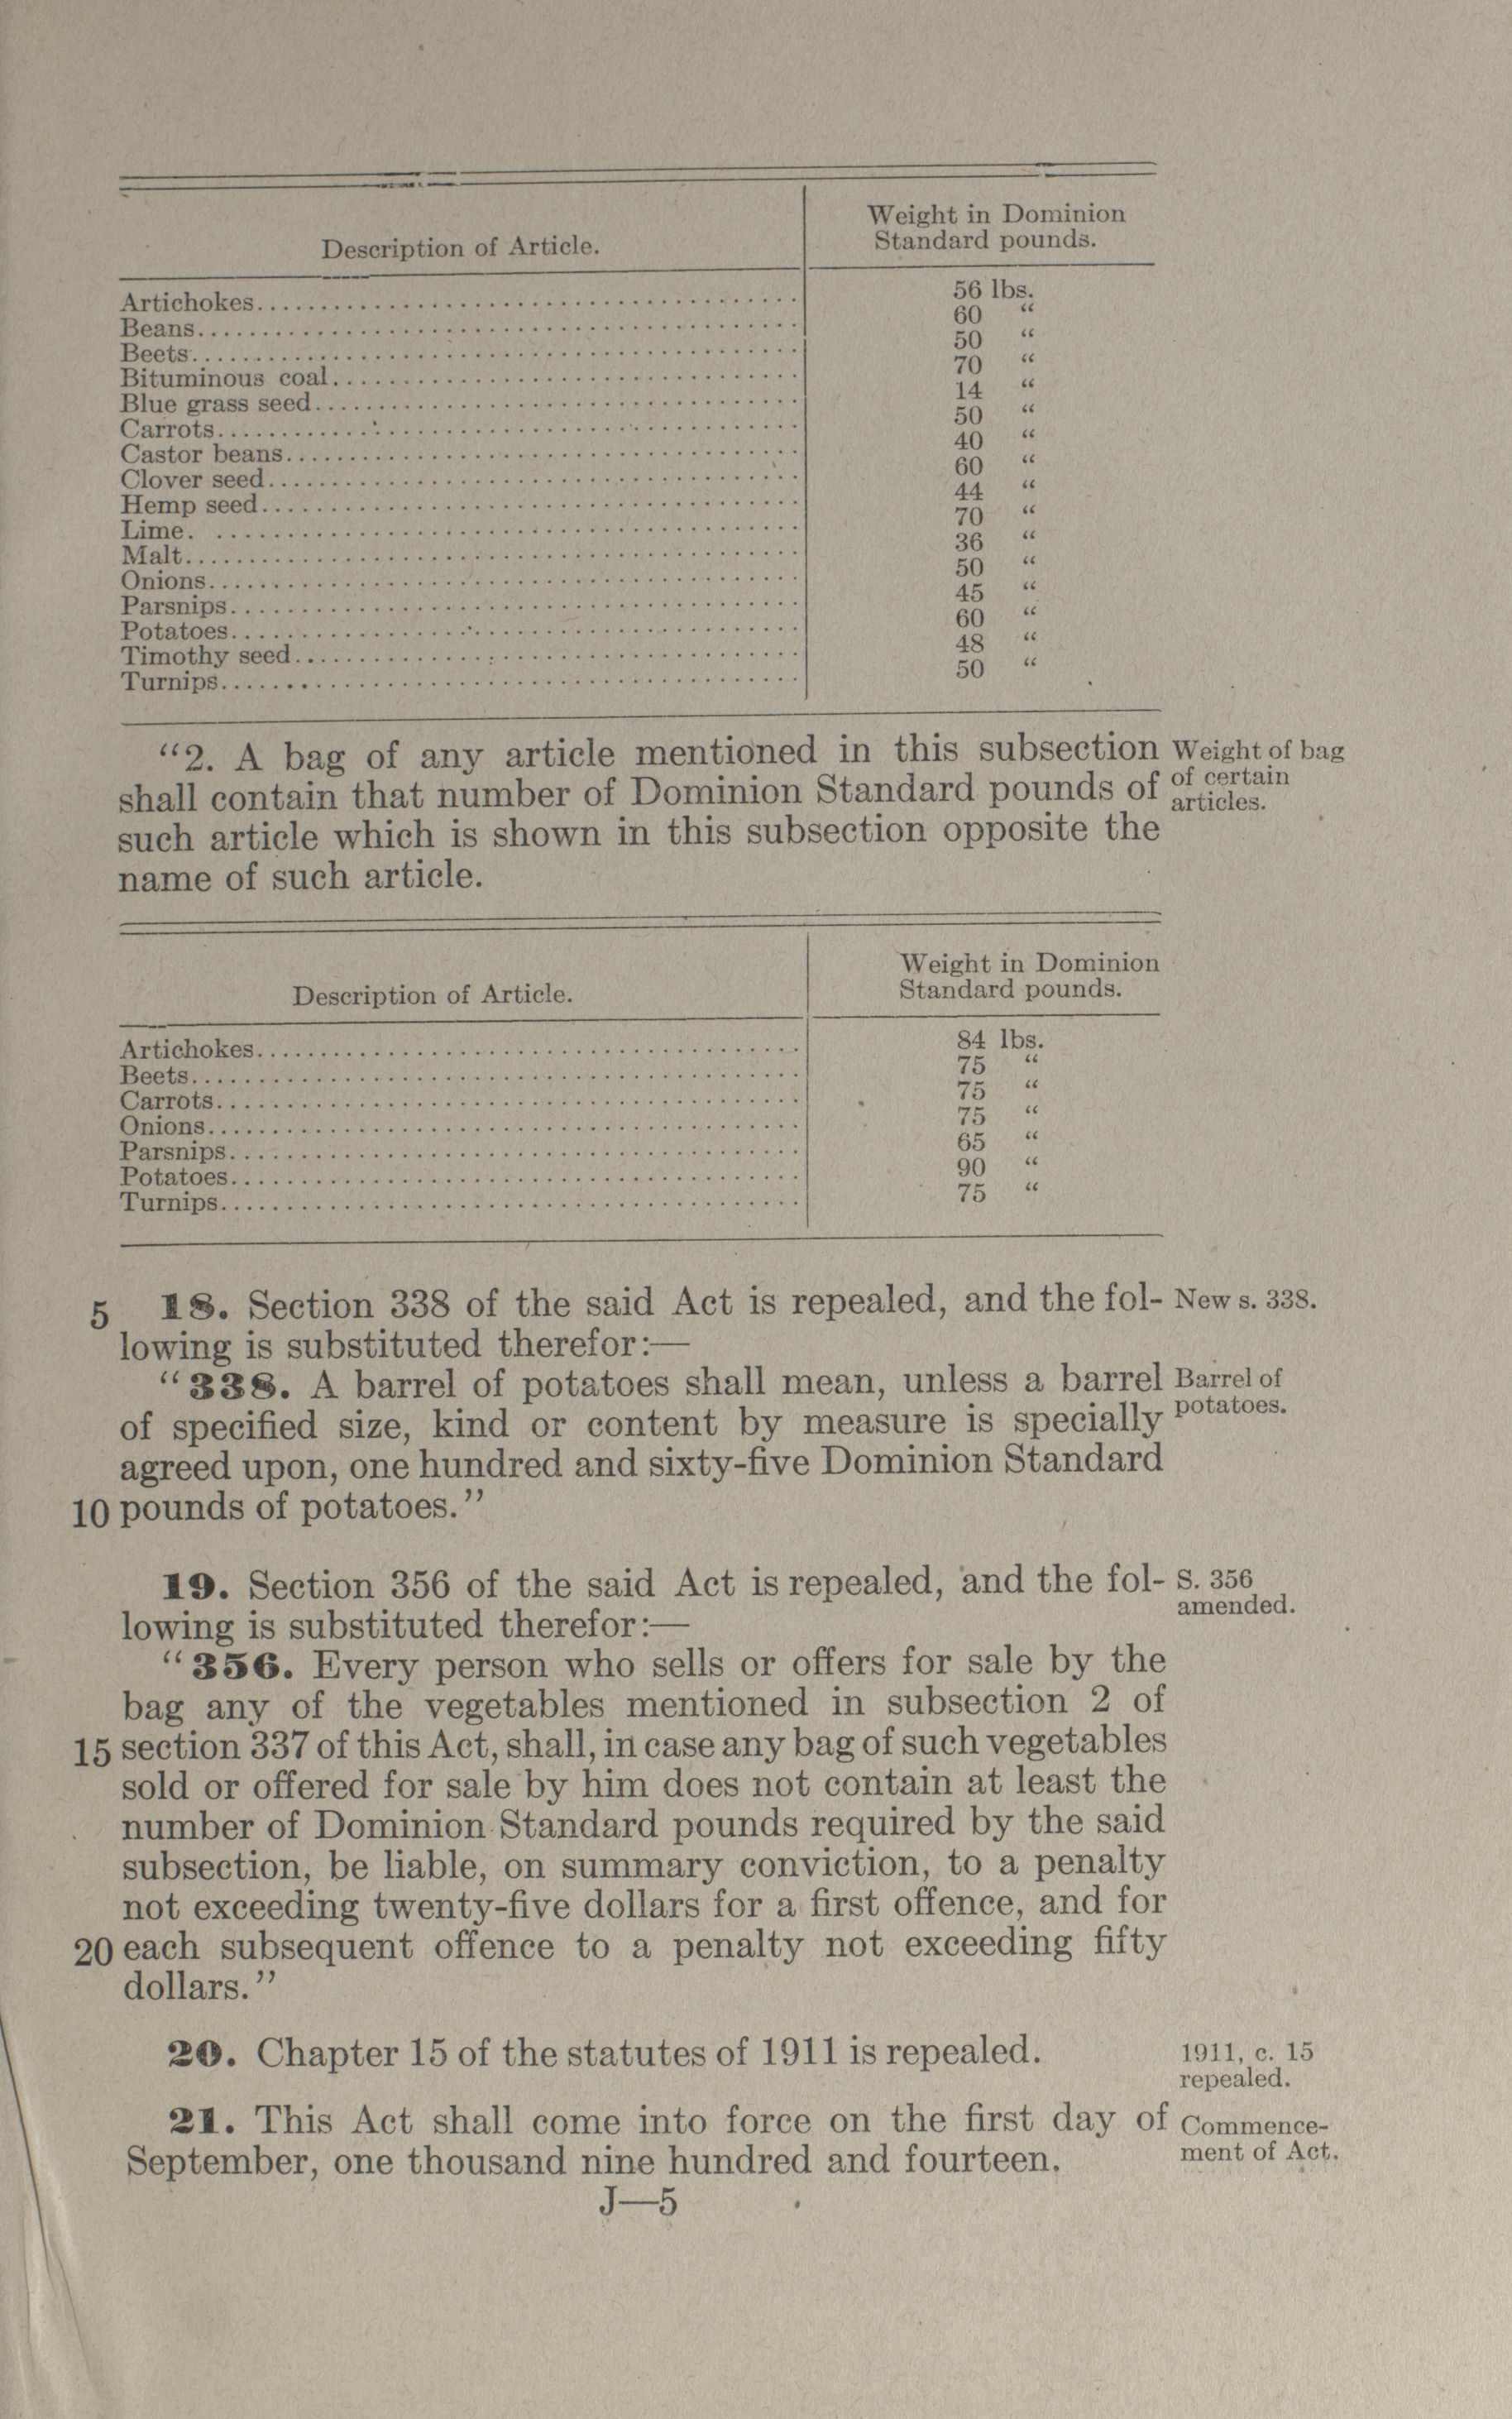 Description of Article.
Weight in Dominion
Standard pounds.
Artichokes........................................ 56 lbs.
Beans........................................ 60 “
Beets........................................ 50 “
Bituminous coal........................................ 70 “
Blue grass seed........................................ 14 “
Carrots........................................ 50 “
Castor beans........................................ 40 “
Clover seed........................................ 60 “
Hemp seed........................................ 44 “
Lime. ........................................ 70 “
Malt........................................ 36 “
Onions........................................ 50 “
Parsnips........................................ 45 “
Potatoes........................................ 60 “
Timothy seed........................................ 48 “
Turnips........................................ 50 “
“2. A bag of any article mentioned in this subsection Weight of bag
shall contain that number of Dominion Standard pounds of of certain
articles.
such article which is shown in this subsection opposite the
name of such article.
Description of Article.
Weight in Dominion
Standard pounds.
Artichokes........................................ 84 lbs.
Beets........................................ 75 “
Carrots........................................ 75 “
Onions........................................ 75 “
Parsnips........................................ 65 “
Potatoes........................................ 90 “
Turnips........................................ 75 “
5 18. Section 338 of the said Act is repealed, and the fol- New s. 338.
lowing is substituted therefor:—
“338. A barrel of potatoes shall mean, unless a barrel Barrel of
of specified size, kind or content by measure is specially potatoes.
agreed upon, one hundred and sixty-five Dominion Standard
10 pounds of potatoes.”
19. Section 356 of the said Act is repealed, and the fol- S. 356
amended.
lowing is substituted therefor:—
“356. Every person who sells or offers for sale by the
bag any of the vegetables mentioned in subsection 2 of
15 section 337 of this Act, shall, in case any bag of such vegetables
sold or offered for sale by him does not contain at least the
number of Dominion Standard pounds required by the said
subsection, be liable, on summary conviction, to a penalty
not exceeding twenty-five dollars for a first offence, and for
20 each subsequent offence to a penalty not exceeding fifty
dollars.”
20. Chapter 15 of the statutes of 1911 is repealed. 1911, c. 15
repealed.
21. This Act shall come into force on the first day of Commence-
September, one thousand nine hundred and fourteen. ment of Act.
J—5